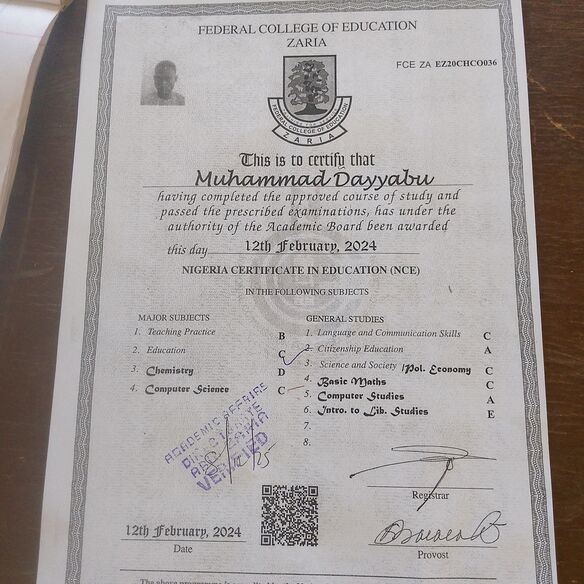 FEDERAL COLLEGE OF EDUCATION
ZARIA
FCE ZA EZ20CHCO036
FEDERAL COLLEGE OF EDUCATION
ZARIA
This is to certify that
Muhammad Dayyabu
having completed the approved course of study and
passed the prescribed examinations, has under the
authority of the Academic Board been awarded
this day 12th February, 2024
NIGERIA CERTIFICATE IN EDUCATION (NCE)
IN THE FOLLOWING SUBJECTS
MAJOR SUBJECTS
1. Teaching Practice B
2. Education C
3. Chemistry D
4. Computer Science C
GENERAL STUDIES
1. Language and Communication Skills C
2. Citizenship Education A
3. Science and Society /Pol. Economy C
4. Basic Maths C
5. Computer Studies A
6. Intro. to Lib. Studies E
7.
8.
ACADEMIC AFFAIRS
VERIFIED
Registrar
12th February, 2024
Date
Provost